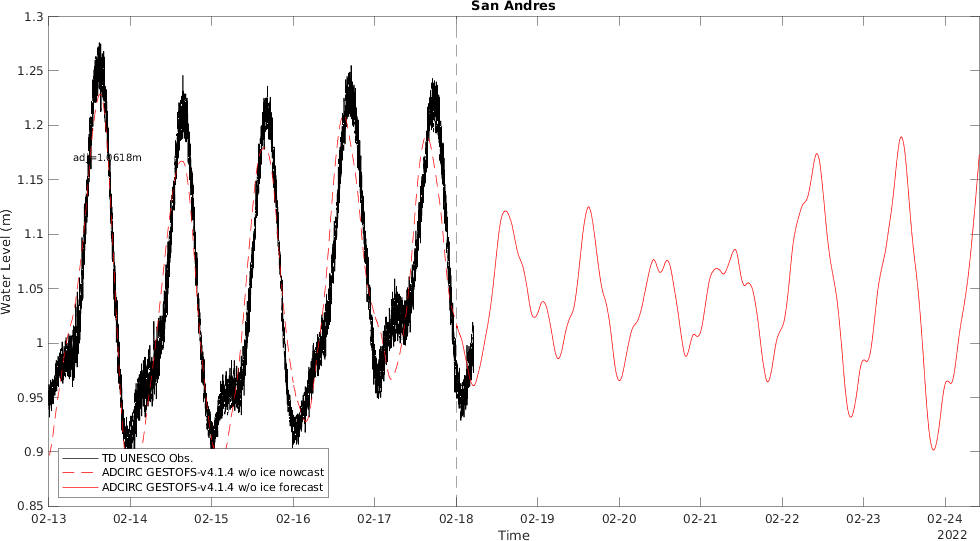 San Andres
1.3
1.25
1.2
1.15
1.1
1.05
1
0.95
0.9
0.85
Water Level (m)
adj=1.0618m
TD UNESCO Obs.
ADCIRC GESTOFS-v4.1.4 w/o ice nowcast
ADCIRC GESTOFS-v4.1.4 w/o ice forecast
02-13 02-14 02-15 02-16 02-17 02-18 02-19 02-20 02-21 02-22 02-23 02-24
Time
2022